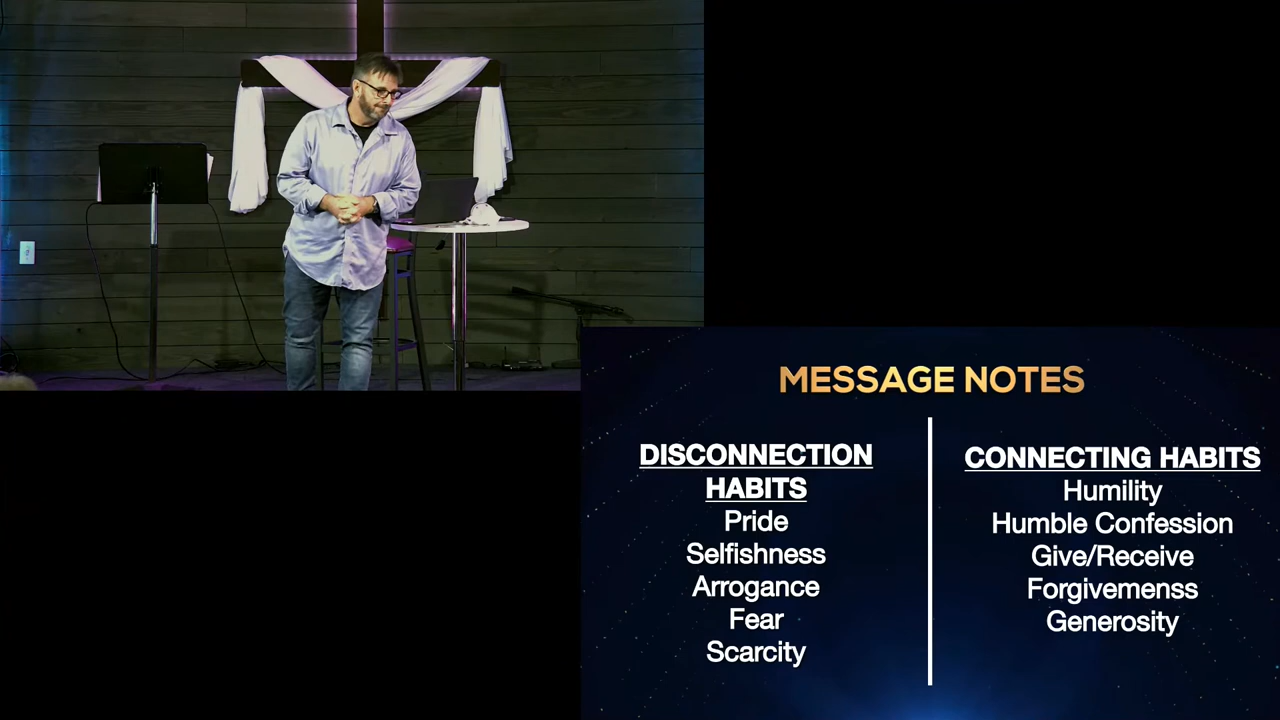 MESSAGE NOTES
DISCONNECTION
HABITS
Pride
Selfishness
Arrogance
Fear
Scarcity
CONNECTING HABITS
Humility
Humble Confession
Give/Receive
Forgivemenss
Generosity